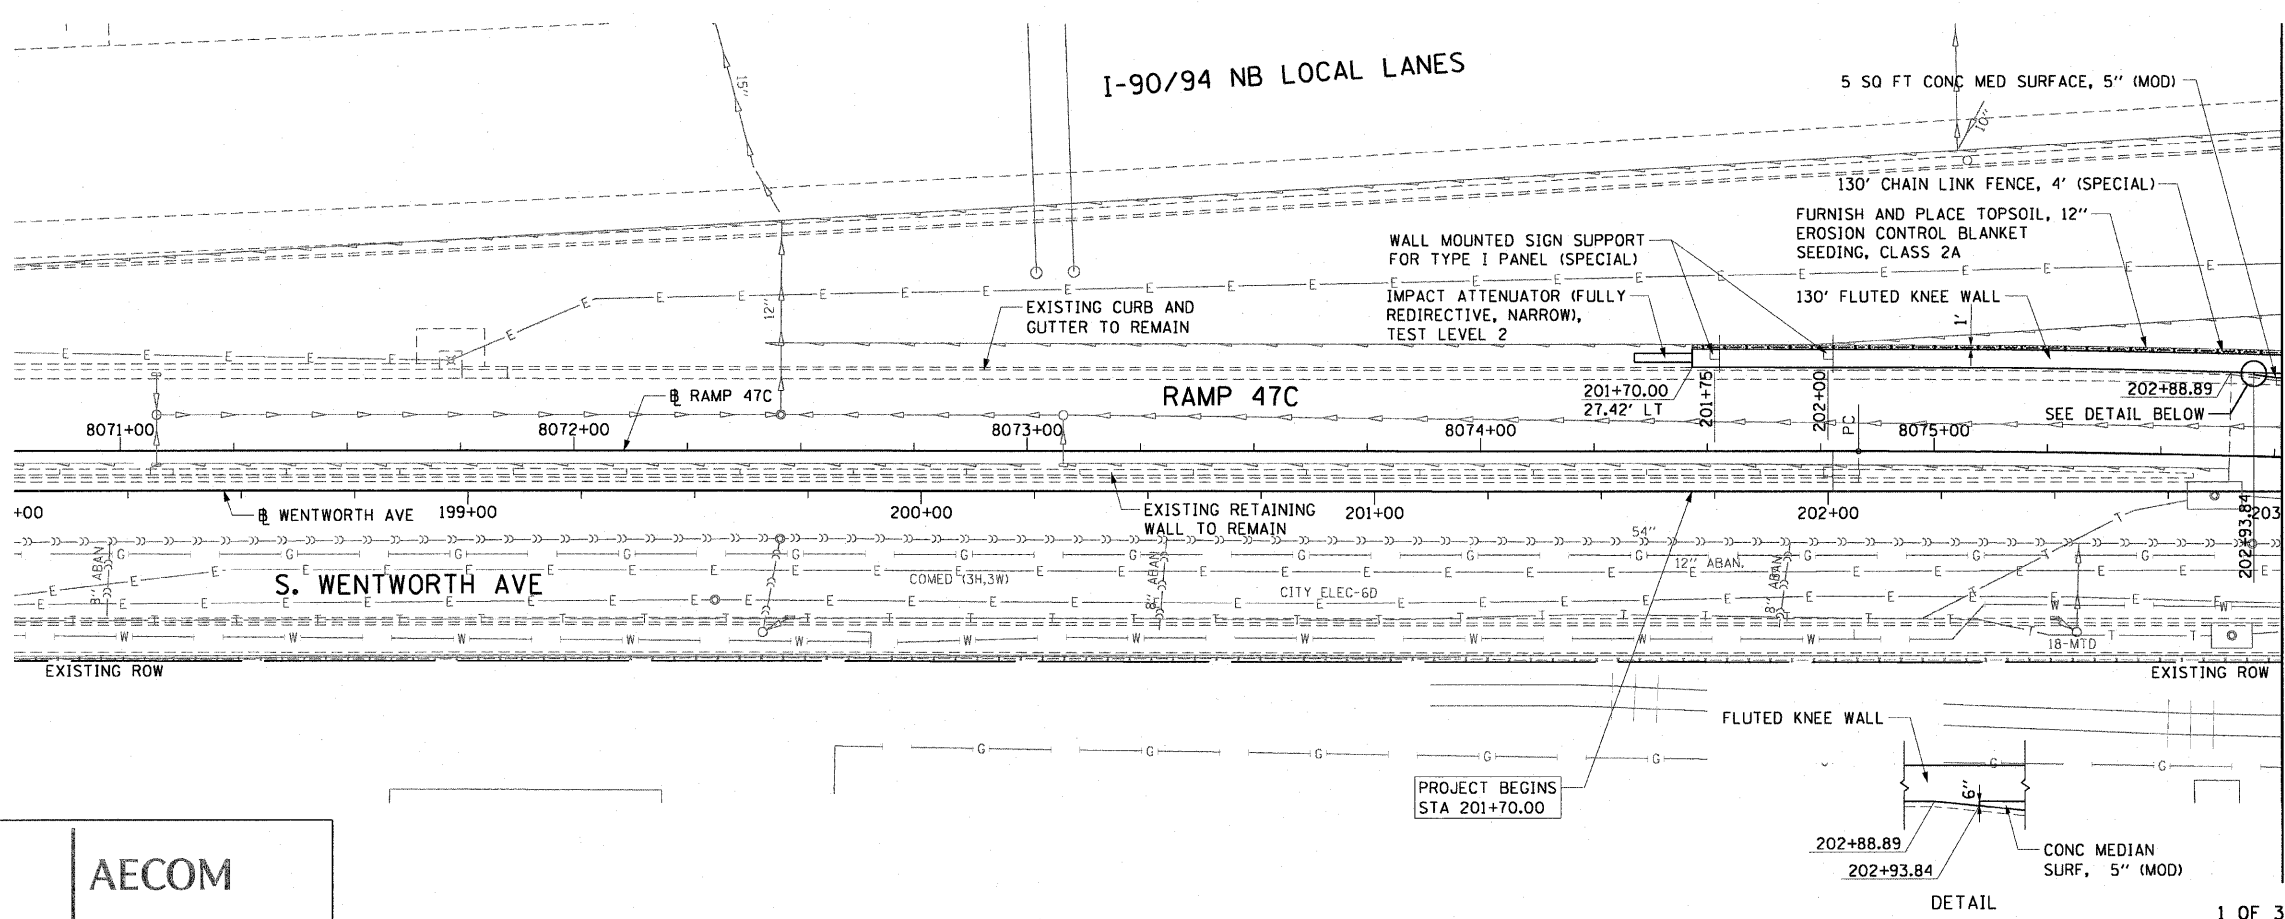 I-90/94 NB LOCAL LANES
15"
10"
5 SQ FT CONC MED SURFACE, 5" (MOD)
130' CHAIN LINK FENCE, 4' (SPECIAL)
FURNISH AND PLACE TOPSOIL, 12"
EROSION CONTROL BLANKET
SEEDING, CLASS 2A
WALL MOUNTED SIGN SUPPORT
FOR TYPE I PANEL (SPECIAL)
IMPACT ATTENUATOR (FULLY
REDIRECTIVE, NARROW),
TEST LEVEL 2
130' FLUTED KNEE WALL
1'
12"
EXISTING CURB AND
GUTTER TO REMAIN
℄ RAMP 47C
RAMP 47C
201+70.00
27.42' LT
201+75
202+00
PC
202+88.89
SEE DETAIL BELOW
8071+00
8072+00
8073+00
8074+00
8075+00
+00
℄ WENTWORTH AVE
199+00
200+00
EXISTING RETAINING
WALL TO REMAIN
201+00
202+00
202+93.84
203
54"
8" ABAN
S. WENTWORTH AVE
COMED (3H,3W)
8" ABAN
CITY ELEC-6D
12" ABAN.
8" ABAN
18-MTD
EXISTING ROW
EXISTING ROW
FLUTED KNEE WALL
PROJECT BEGINS
STA 201+70.00
6"
202+88.89
202+93.84
CONC MEDIAN
SURF, 5" (MOD)
DETAIL
AECOM
1 OF 3